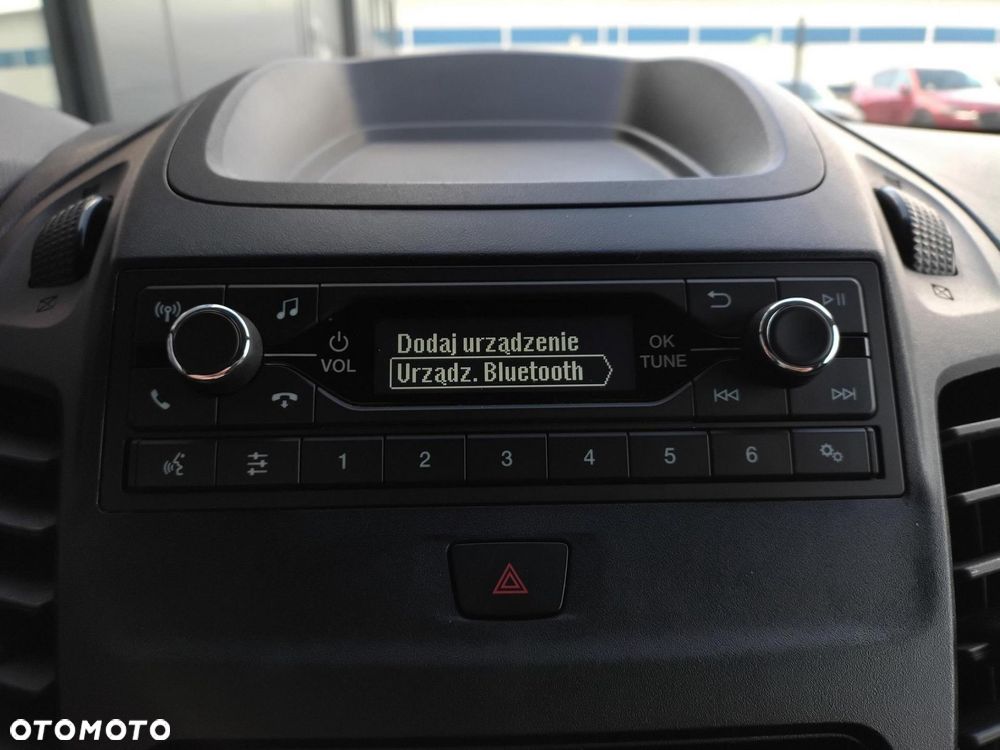 Dodaj urządzenie
Urządz. Bluetooth
VOL
OK
TUNE
1
2
3
4
5
6
OTOMOTO